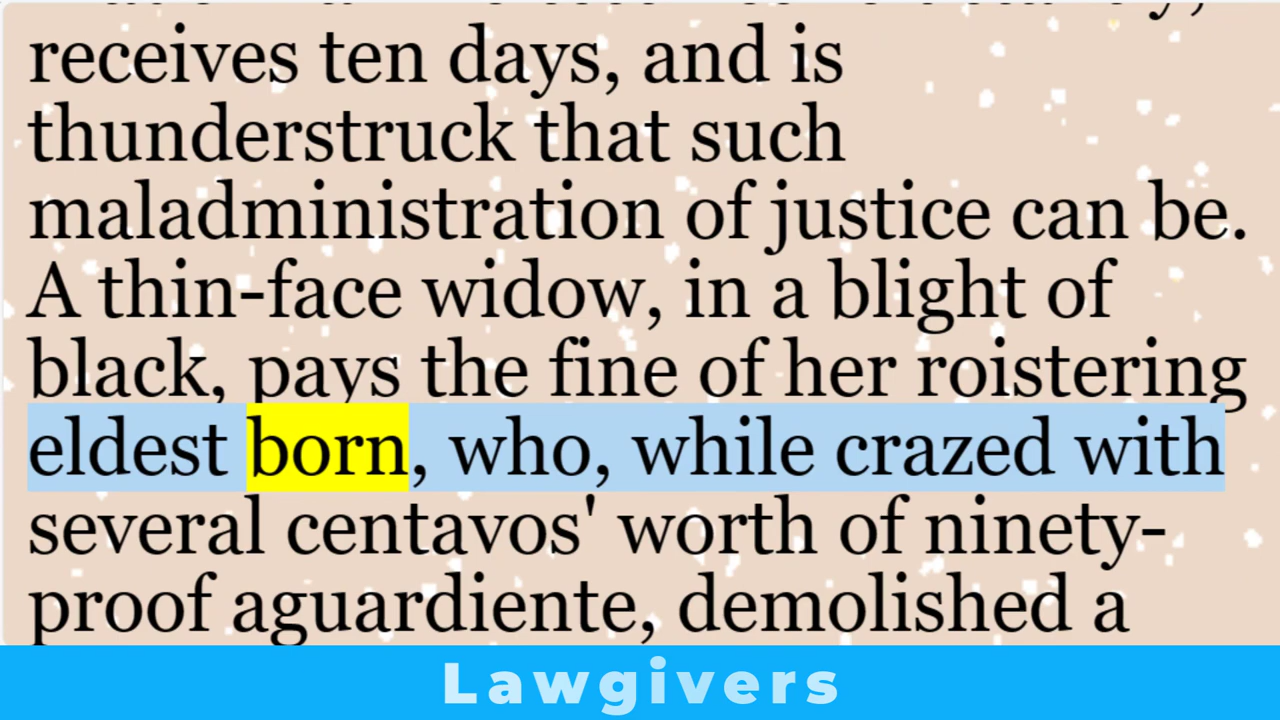 receives ten days, and is
thunderstruck that such
maladministration of justice can be.
A thin-face widow, in a blight of
black, pays the fine of her roistering
eldest born, who, while crazed with
several centavos' worth of ninety-
proof aguardiente, demolished a
Lawgivers